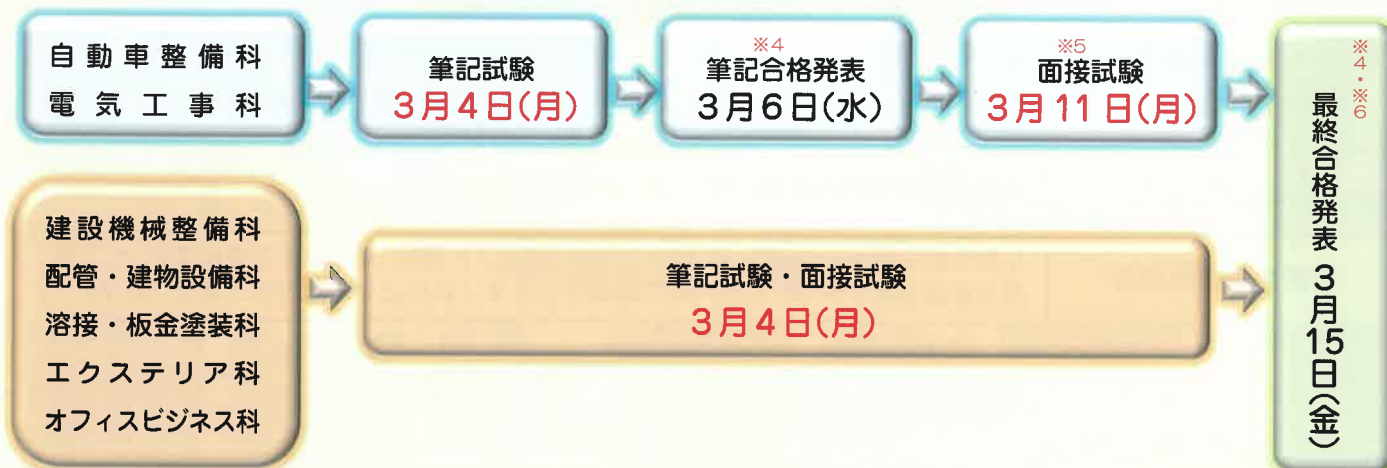 自動車整備科
電気工事科
筆記試験
3月4日(月)
※4
筆記合格発表
3月6日(水)
※5
面接試験
3月11日(月)
建設機械整備科
配管・建物設備科
溶接・板金塗装科
エクステリア科
オフィスビジネス科
筆記試験・面接試験
3月4日(月)
※4・※6
最終合格発表 3月15日(金)